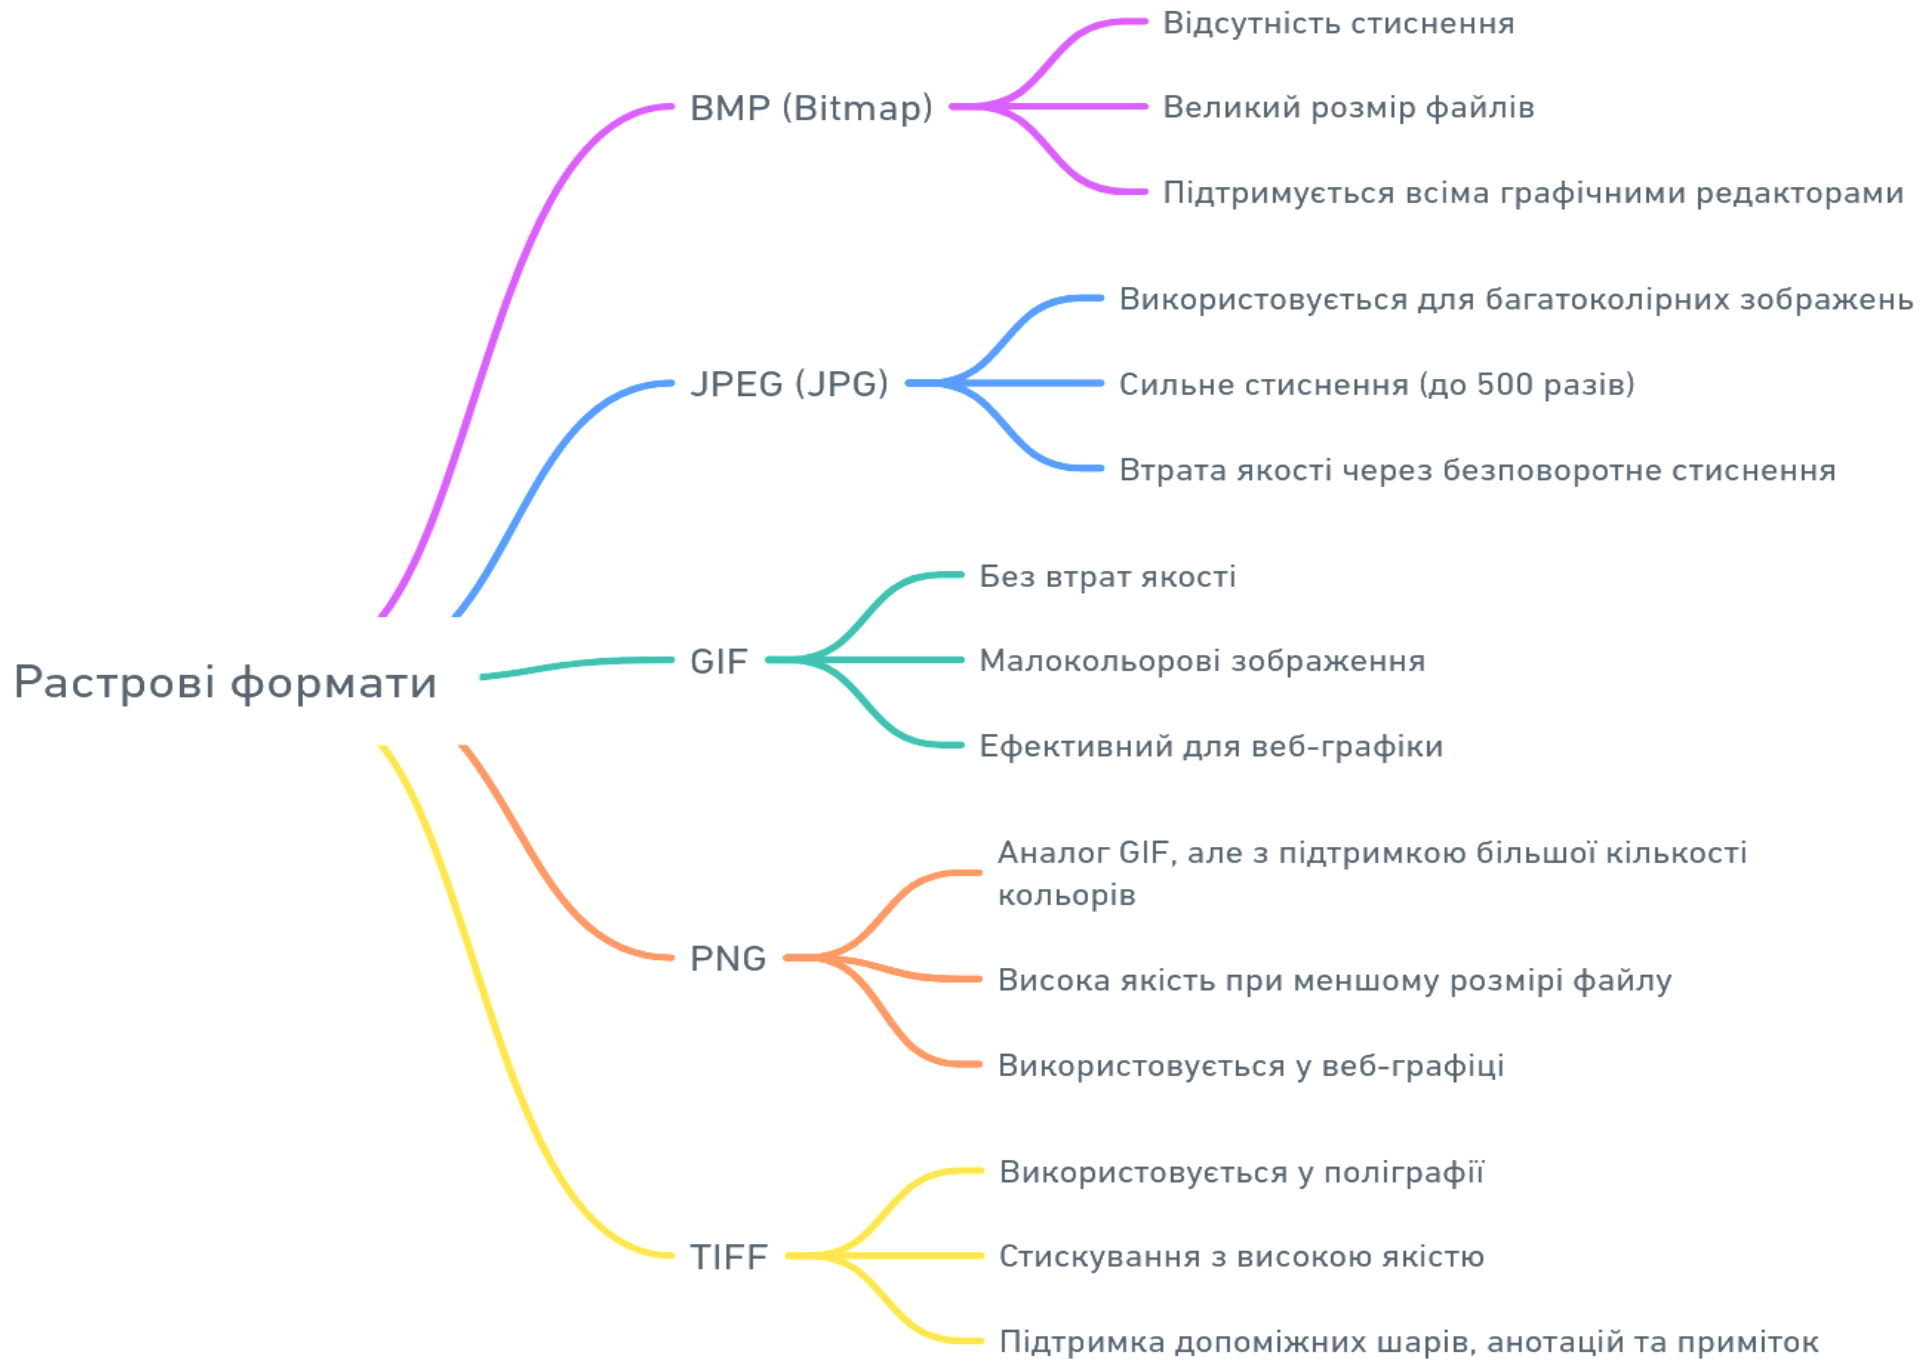 Растрові формати
BMP (Bitmap)
Відсутність стиснення
Великий розмір файлів
Підтримується всіма графічними редакторами
JPEG (JPG)
Використовується для багатоколірних зображень
Сильне стиснення (до 500 разів)
Втрата якості через безповоротне стиснення
GIF
Без втрат якості
Малокольорові зображення
Ефективний для веб-графіки
PNG
Аналог GIF, але з підтримкою більшої кількості
кольорів
Висока якість при меншому розмірі файлу
Використовується у веб-графіці
TIFF
Використовується у поліграфії
Стискування з високою якістю
Підтримка допоміжних шарів, анотацій та приміток